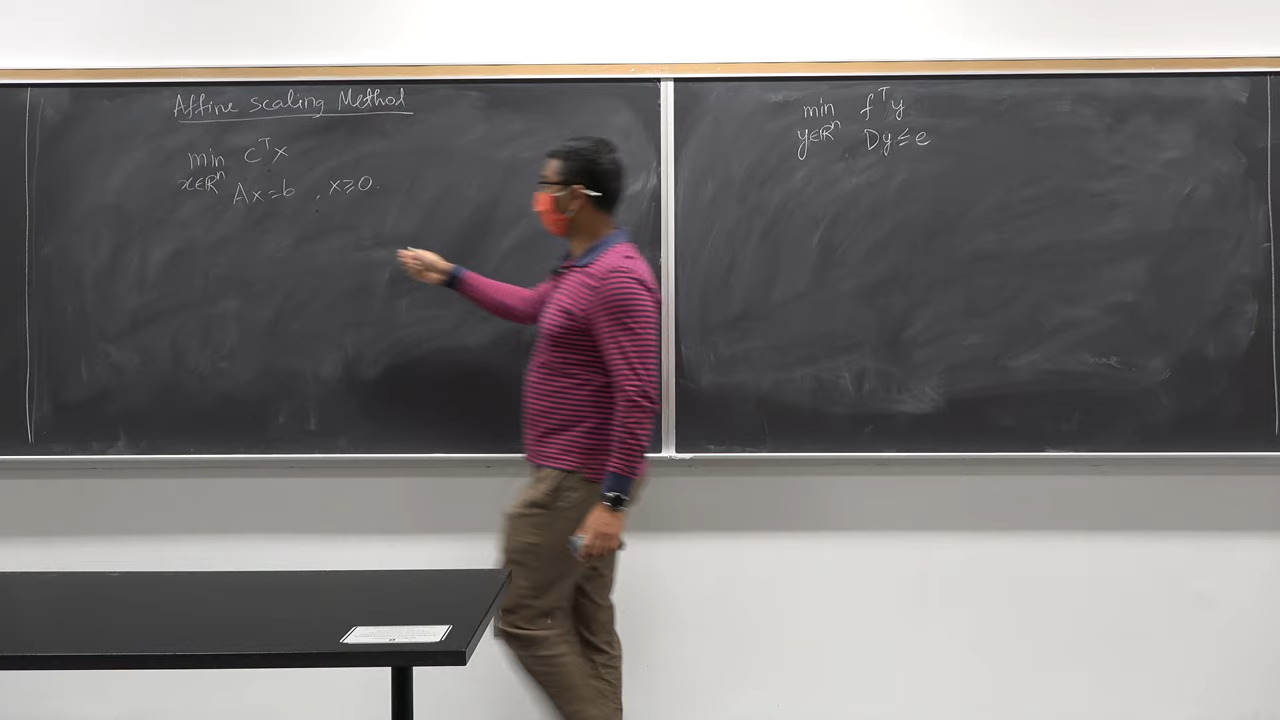 Affine scaling Method
min cᵀx
x∈ℝⁿ Ax=b , x≥0.
min fᵀy
y∈ℝⁿ Dy≤e